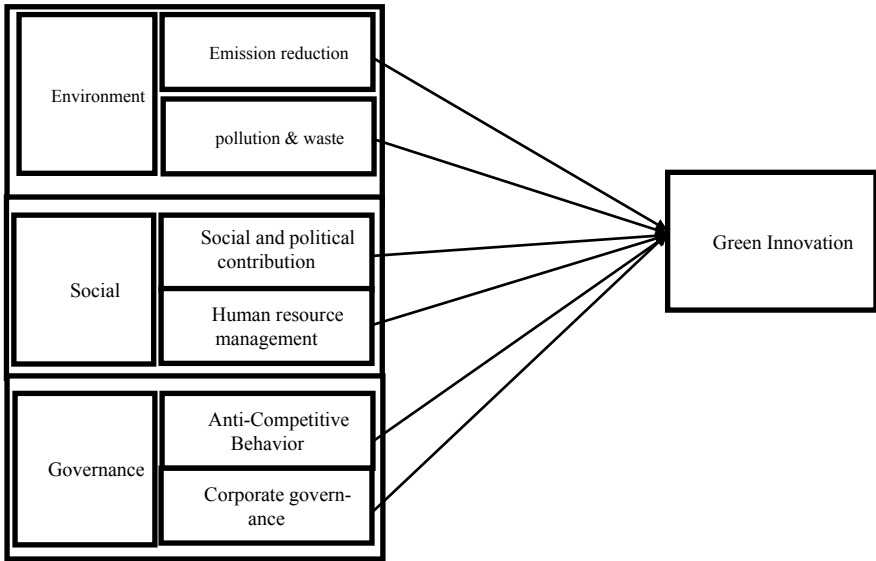 Environment
Emission reduction
pollution & waste
Social
Social and political
contribution
Human resource
management
Governance
Anti-Competitive
Behavior
Corporate govern-
ance
Green Innovation